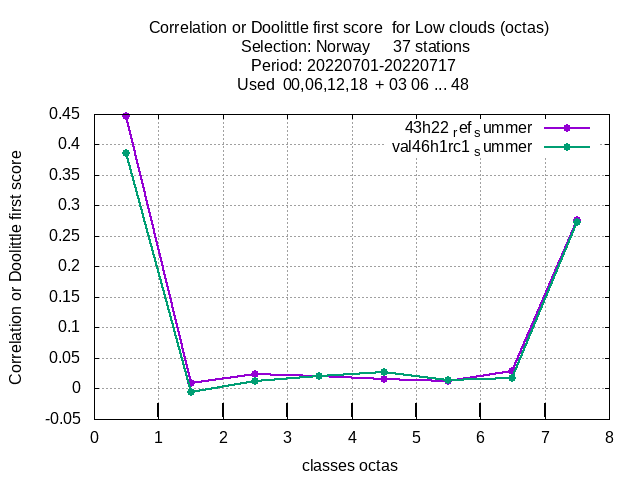 Correlation or Doolittle first score  for Low clouds (octas)
Selection: Norway     37 stations
Period: 20220701-20220717
Used  00,06,12,18  + 03 06 ... 48
43h22_ref_summer
val46h1rc1_summer
Correlation or Doolittle first score
0.45
0.4
0.35
0.3
0.25
0.2
0.15
0.1
0.05
0
-0.05
0 1 2 3 4 5 6 7 8
classes octas